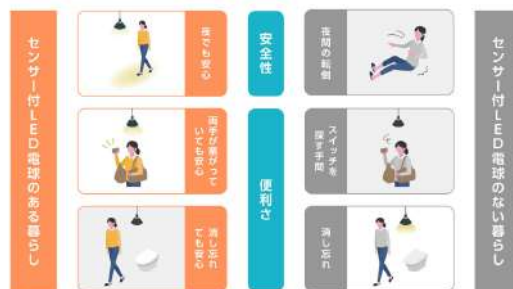 センサー付LED電球のある暮らし
夜でも安心
安全性
夜間の転倒
センサー付LED電球のない暮らし
両手が塞がって
いても安心
便利さ
スイッチを
探す手間
消し忘れ
ても安心
消し忘れ